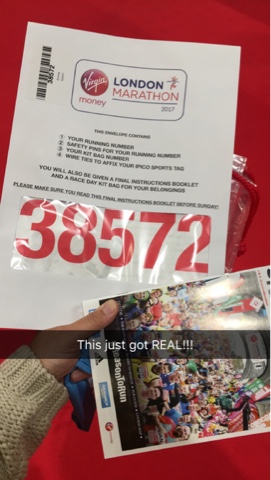 38572
Virgin
money
LONDON
MARATHON
2017
THIS ENVELOPE CONTAINS
① YOUR RUNNING NUMBER
② SAFETY PINS FOR YOUR RUNNING NUMBER
③ YOUR KIT BAG NUMBER
④ WIRE TIES TO AFFIX YOUR IPICO SPORTS TAG
YOU WILL ALSO BE GIVEN A FINAL INSTRUCTIONS BOOKLET
AND A RACE DAY KIT BAG FOR YOUR BELONGINGS
PLEASE MAKE SURE YOU READ THIS FINAL INSTRUCTIONS BOOKLET BEFORE SUNDAY
38572
This just got REAL!!!